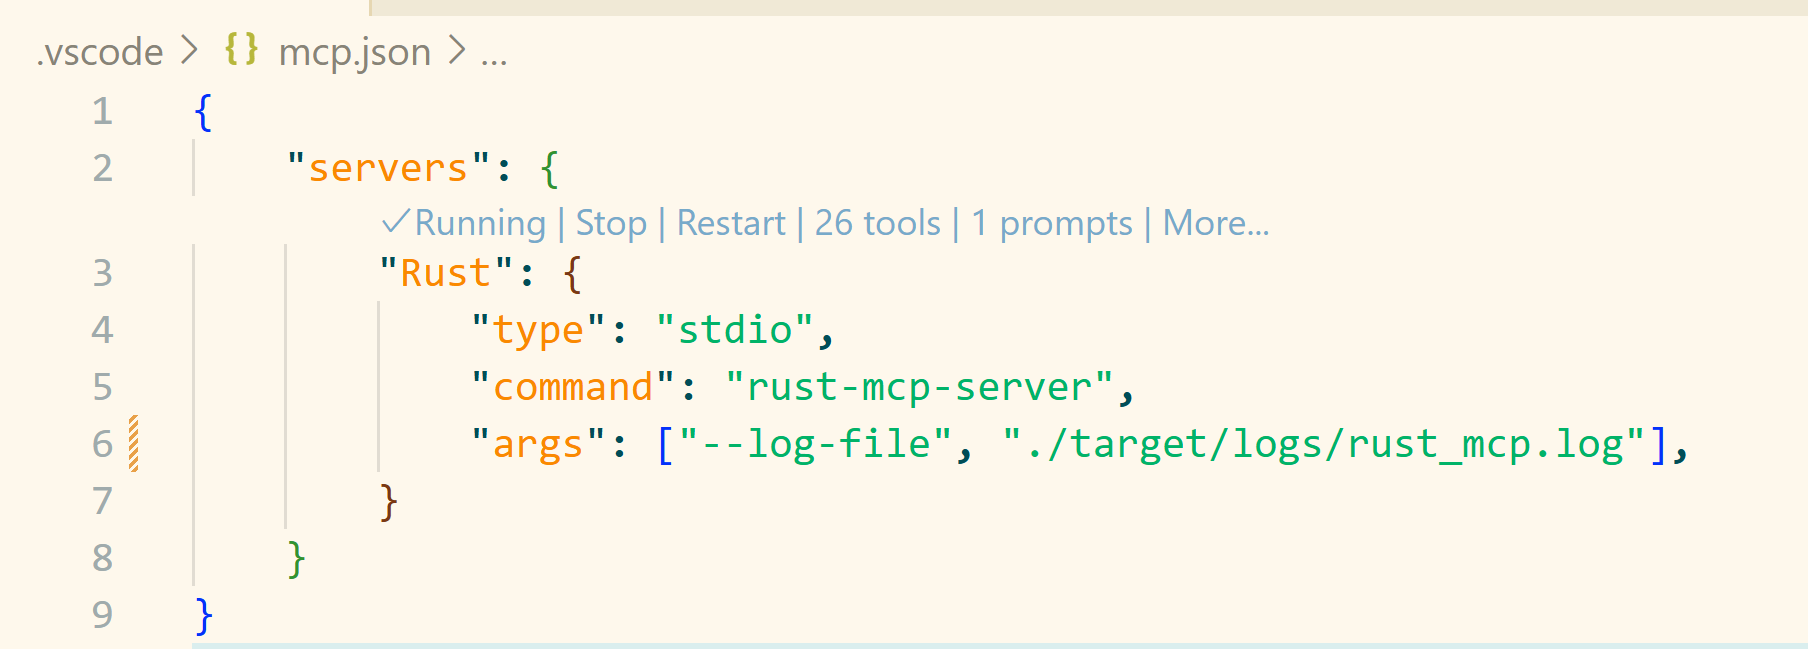 .vscode > {} mcp.json > ...
1 {
2 "servers": {
✓Running | Stop | Restart | 26 tools | 1 prompts | More...
3 "Rust": {
4 "type": "stdio",
5 "command": "rust-mcp-server",
6 "args": ["--log-file", "./target/logs/rust_mcp.log"],
7 }
8 }
9 }